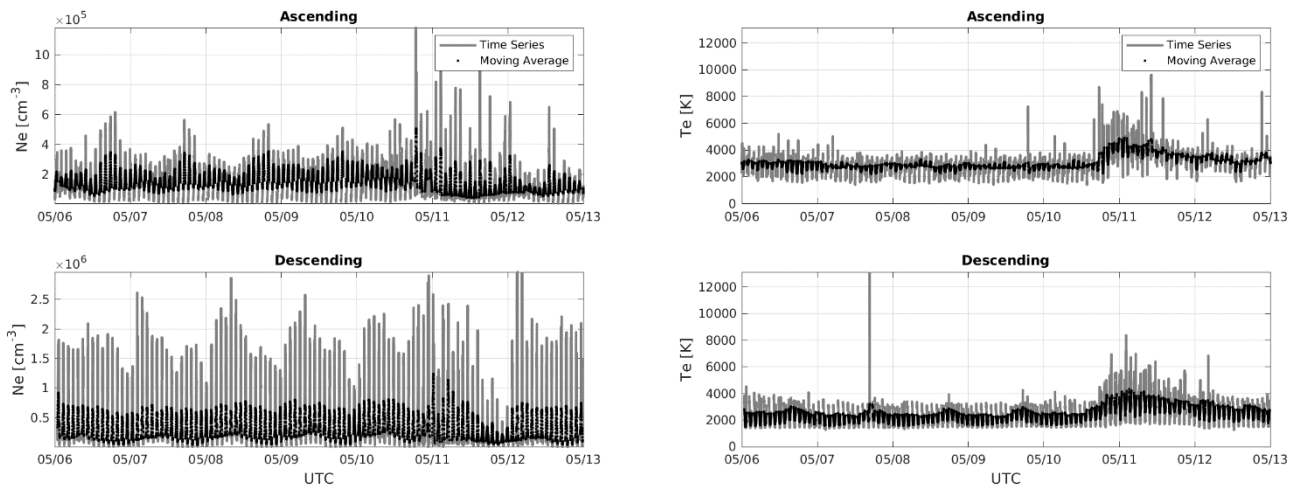 Ascending
×10⁵
Time Series
Moving Average
Ne [cm⁻³]
10
8
6
4
2
05/06 05/07 05/08 05/09 05/10 05/11 05/12 05/13
Ascending
Time Series
Moving Average
Te [K]
12000
10000
8000
6000
4000
2000
0
05/06 05/07 05/08 05/09 05/10 05/11 05/12 05/13
Descending
×10⁶
Ne [cm⁻³]
2.5
2
1.5
1
0.5
05/06 05/07 05/08 05/09 05/10 05/11 05/12 05/13
UTC
Descending
Te [K]
12000
10000
8000
6000
4000
2000
0
05/06 05/07 05/08 05/09 05/10 05/11 05/12 05/13
UTC